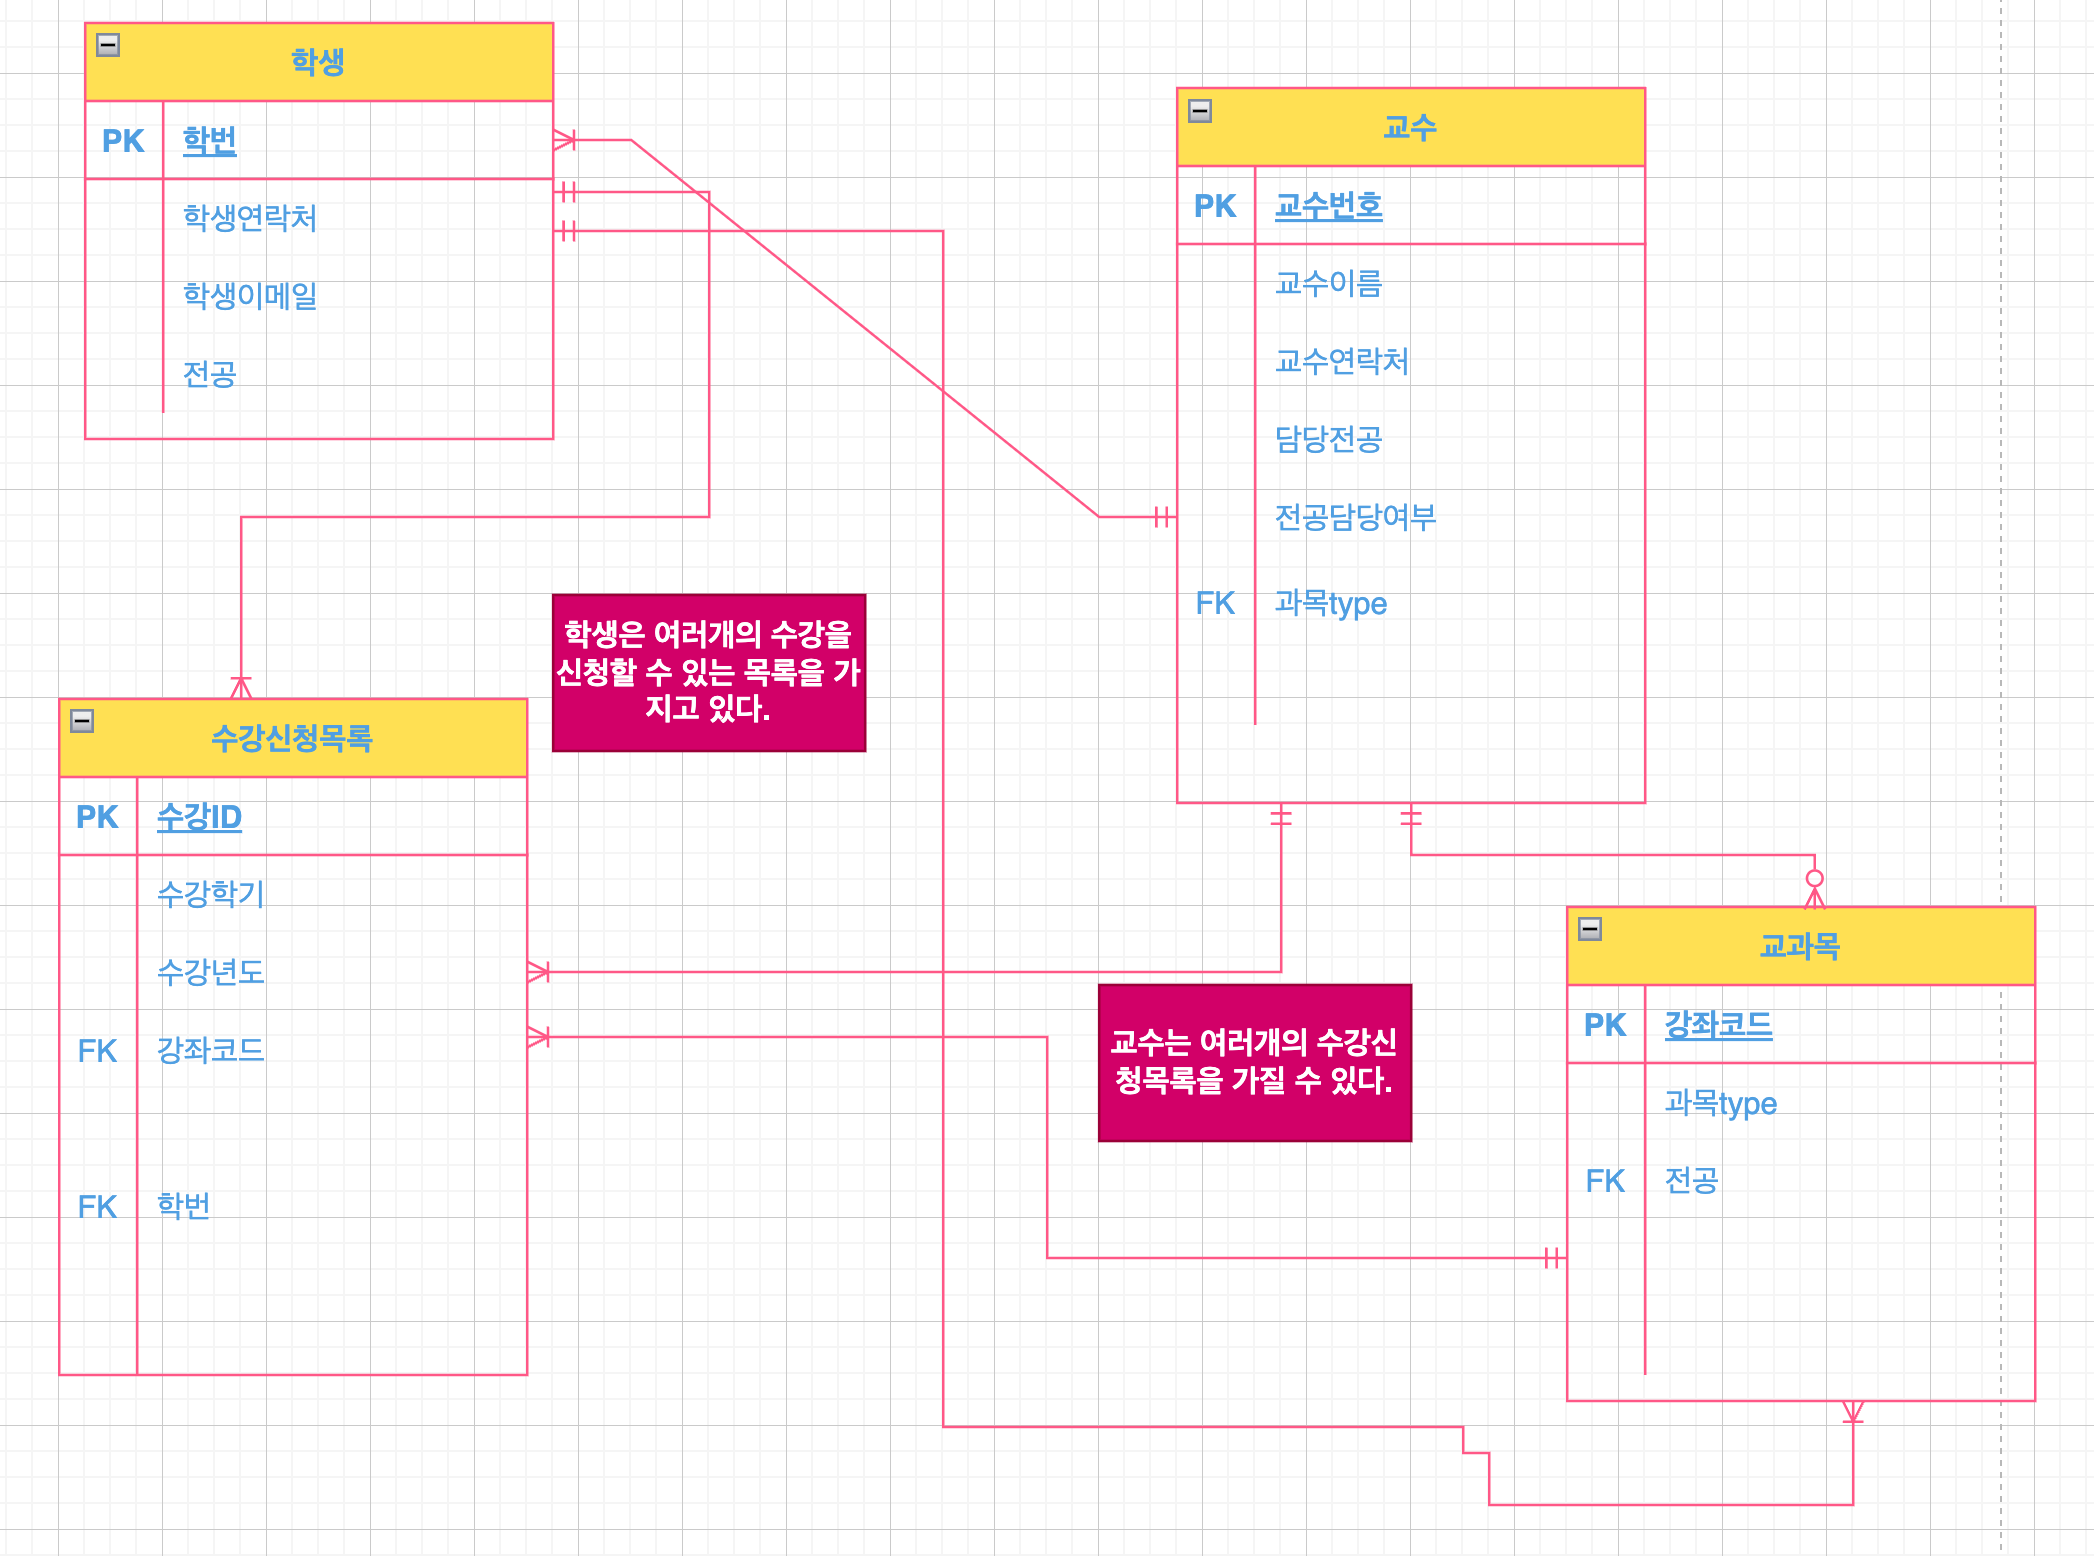 학생
PK 학번
학생연락처
학생이메일
전공
교수
PK 교수번호
교수이름
교수연락처
담당전공
전공담당여부
FK 과목type
학생은 여러개의 수강을
신청할 수 있는 목록을 가
지고 있다.
수강신청목록
PK 수강ID
수강학기
수강년도
FK 강좌코드
FK 학번
교수는 여러개의 수강신
청목록을 가질 수 있다.
교과목
PK 강좌코드
과목type
FK 전공